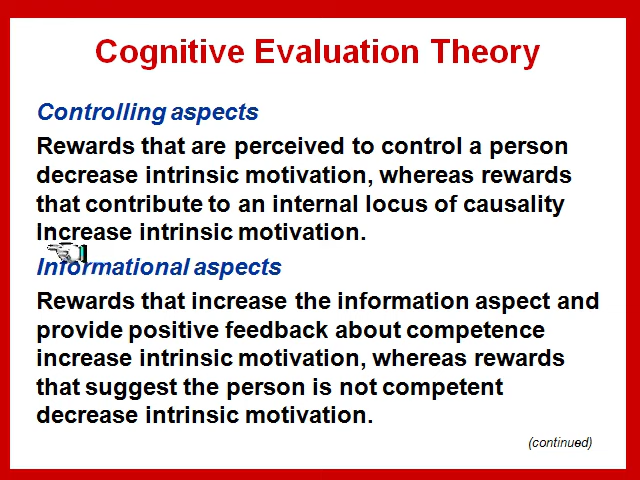 Cognitive Evaluation Theory
Controlling aspects
Rewards that are perceived to control a person
decrease intrinsic motivation, whereas rewards
that contribute to an internal locus of causality
increase intrinsic motivation.
Informational aspects
Rewards that increase the information aspect and
provide positive feedback about competence
increase intrinsic motivation, whereas rewards
that suggest the person is not competent
decrease intrinsic motivation.
(continued)